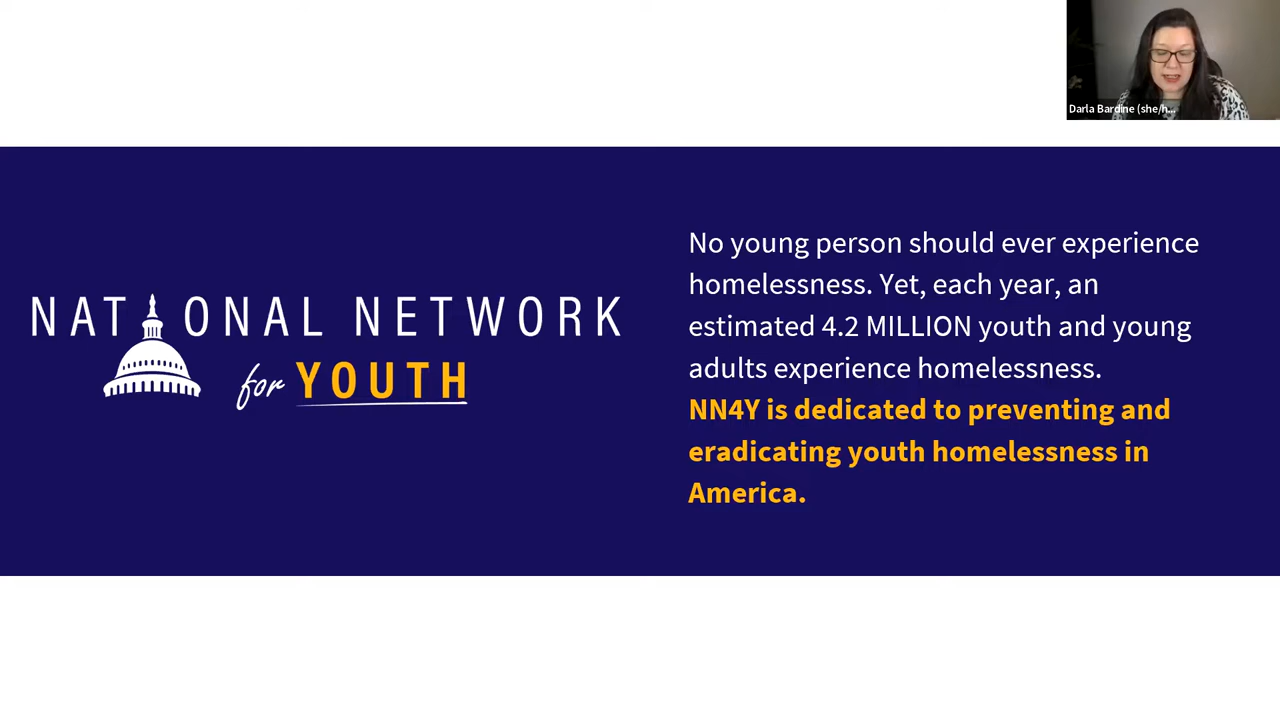 Darla Bardine (she/h...
NATIONAL NETWORK
for YOUTH
No young person should ever experience
homelessness. Yet, each year, an
estimated 4.2 MILLION youth and young
adults experience homelessness.
NN4Y is dedicated to preventing and
eradicating youth homelessness in
America.